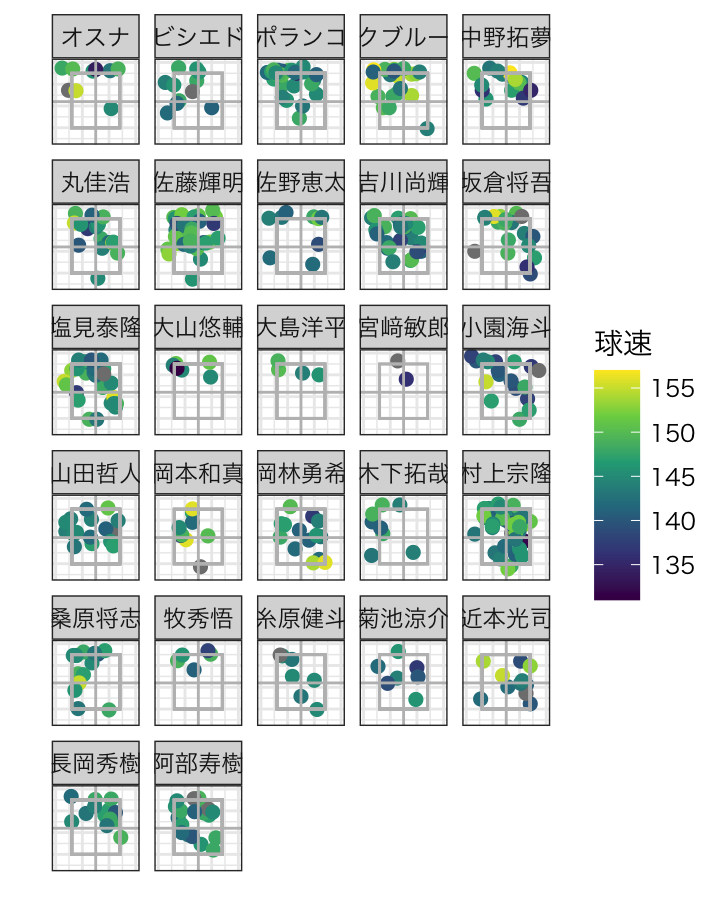 オスナ
ビシエド
ポランコ
クブルー
中野拓夢
丸佳浩
佐藤輝明
佐野恵太
吉川尚輝
坂倉将吾
塩見泰隆
大山悠輔
大島洋平
宮﨑敏郎
小園海斗
山田哲人
岡本和真
岡林勇希
木下拓哉
村上宗隆
桑原将志
牧秀悟
糸原健斗
菊池涼介
近本光司
長岡秀樹
阿部寿樹
球速
155
150
145
140
135